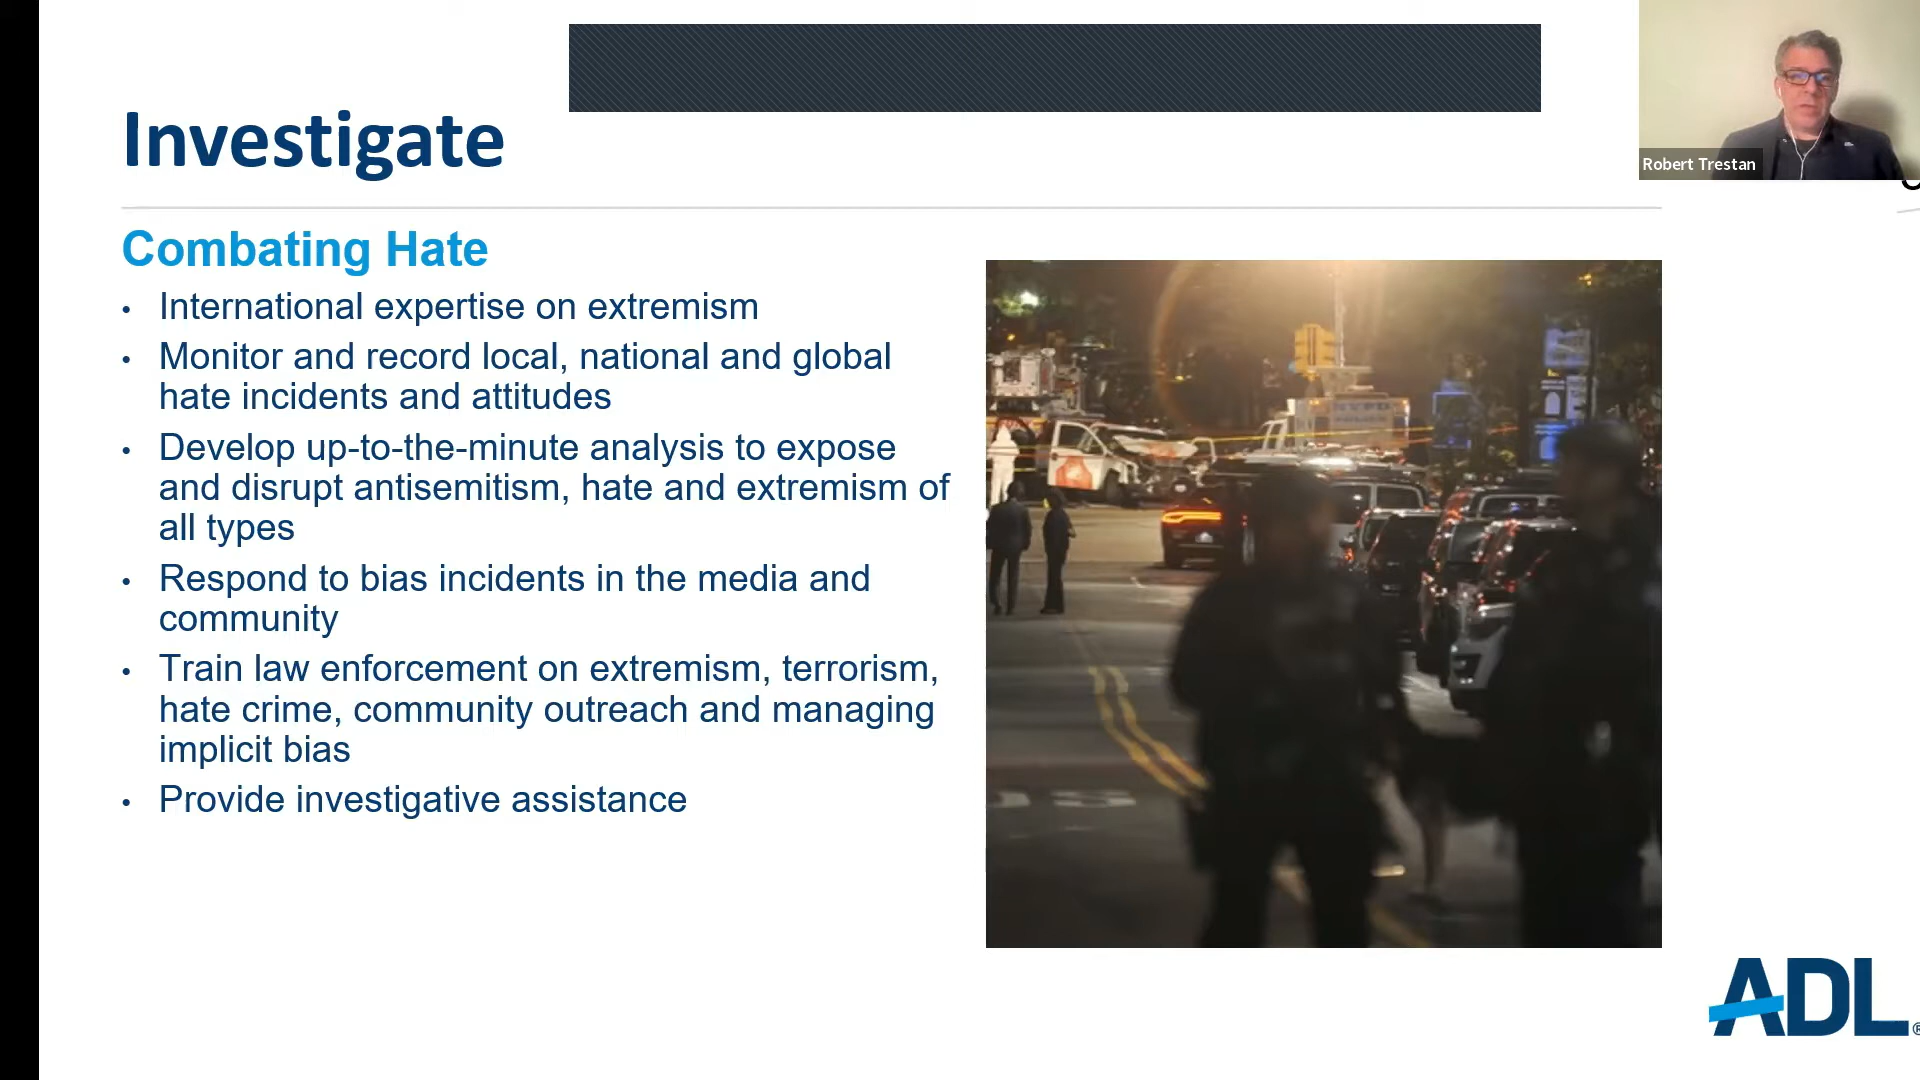 Investigate
Robert Trestan
Combating Hate
• International expertise on extremism
• Monitor and record local, national and global
hate incidents and attitudes
• Develop up-to-the-minute analysis to expose
and disrupt antisemitism, hate and extremism of
all types
• Respond to bias incidents in the media and
community
• Train law enforcement on extremism, terrorism,
hate crime, community outreach and managing
implicit bias
• Provide investigative assistance
ADL®